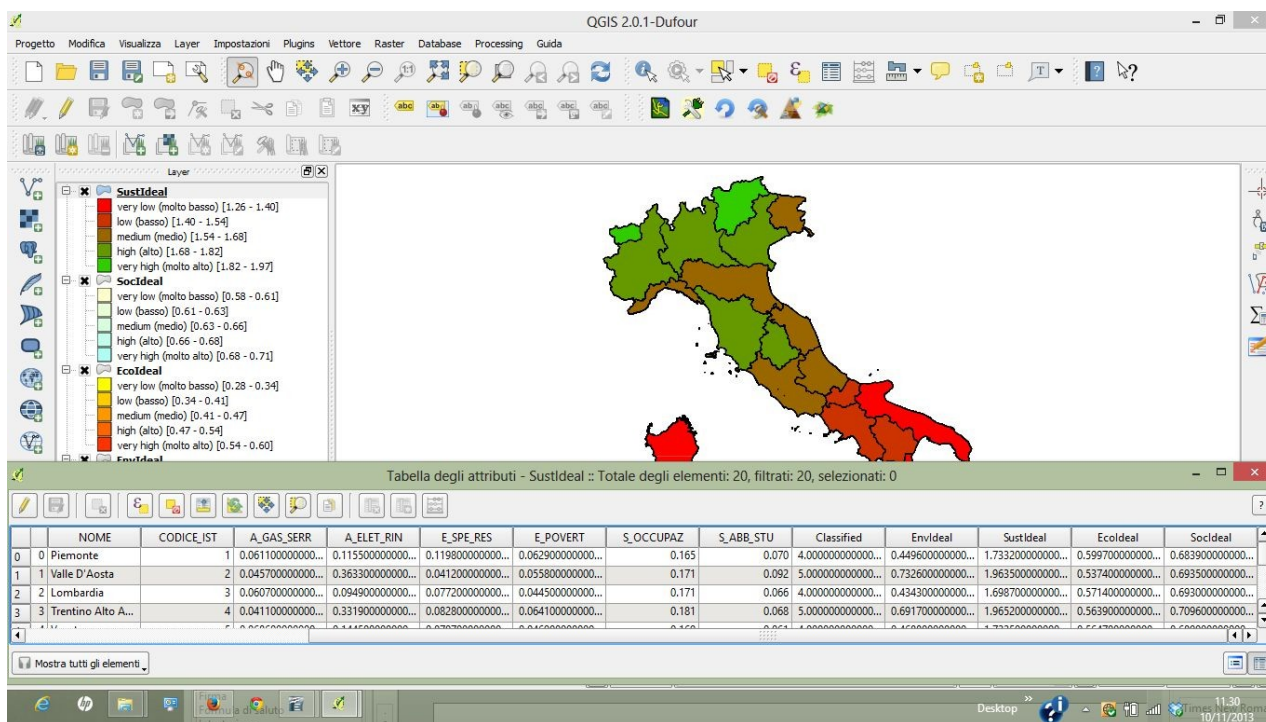 QGIS 2.0.1-Dufour
Progetto Modifica Visualizza Layer Impostazioni Plugins Vettore Raster Database Processing Guida
Layer
SustIdeal
very low (molto basso) [1.26 - 1.40]
low (basso) [1.40 - 1.54]
medium (medio) [1.54 - 1.68]
high (alto) [1.68 - 1.82]
very high (molto alto) [1.82 - 1.97]
SocIdeal
very low (molto basso) [0.58 - 0.61]
low (basso) [0.61 - 0.63]
medium (medio) [0.63 - 0.66]
high (alto) [0.66 - 0.68]
very high (molto alto) [0.68 - 0.71]
EcoIdeal
very low (molto basso) [0.28 - 0.34]
low (basso) [0.34 - 0.41]
medium (medio) [0.41 - 0.47]
high (alto) [0.47 - 0.54]
very high (molto alto) [0.54 - 0.60]
EnvIdeal
Tabella degli attributi - SustIdeal :: Totale degli elementi: 20, filtrati: 20, selezionati: 0
NOME CODICE_IST A_GAS_SERR A_ELET_RIN E_SPE_RES E_POVERT S_OCCUPAZ S_ABB_STU Classified EnvIdeal SustIdeal EcoIdeal SocIdeal
0 0 Piemonte 1 0.061100000000... 0.115500000000... 0.119800000000... 0.062900000000... 0.165 0.070 4.000000000000... 0.449600000000... 1.733200000000... 0.599700000000... 0.683900000000...
1 1 Valle D'Aosta 2 0.045700000000... 0.363300000000... 0.041200000000... 0.055800000000... 0.171 0.092 5.000000000000... 0.732600000000... 1.963500000000... 0.537400000000... 0.693500000000...
2 2 Lombardia 3 0.060700000000... 0.094900000000... 0.077200000000... 0.044500000000... 0.171 0.066 4.000000000000... 0.434300000000... 1.698700000000... 0.571400000000... 0.693000000000...
3 3 Trentino Alto A... 4 0.041100000000... 0.331900000000... 0.082800000000... 0.064100000000... 0.181 0.068 5.000000000000... 0.691700000000... 1.965200000000... 0.563900000000... 0.709600000000...
Mostra tutti gli elementi
Desktop
11.30
10/11/2013